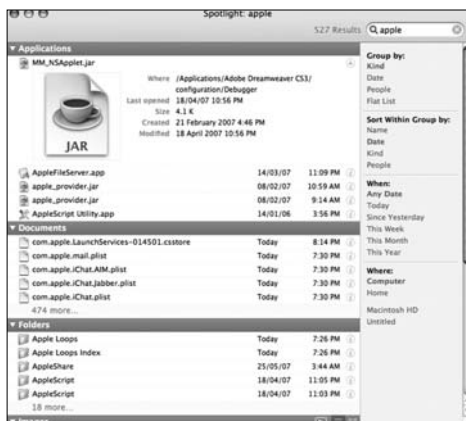 Spotlight: apple
527 Results apple
Applications
MM_NSApplet.jar
JAR
Where /Applications/Adobe Dreamweaver CS3/
configuration/Debugger
Last opened 18/04/07 10:56 PM
Size 4.1 K
Created 21 February 2007 4:46 PM
Modified 18 April 2007 10:56 PM
AppleFileServer.app 14/03/07 11:09 PM
apple_provider.jar 08/02/07 10:59 AM
apple_provider.jar 08/02/07 9:14 AM
AppleScript Utility.app 14/01/06 3:56 PM
Documents
com.apple.LaunchServices-014501.csstore Today 8:14 PM
com.apple.mail.plist Today 7:30 PM
com.apple.iChat.AIM.plist Today 7:30 PM
com.apple.iChat.Jabber.plist Today 7:30 PM
com.apple.iChat.plist Today 7:30 PM
474 more...
Folders
Apple Loops Today 7:26 PM
Apple Loops Index Today 7:26 PM
AppleShare 25/05/07 3:44 AM
AppleScript 18/04/07 11:05 PM
AppleScript 18/04/07 11:03 PM
18 more...
Images
Group by:
Kind
Date
People
Flat List
Sort Within Group by:
Name
Date
Kind
People
When:
Any Date
Today
Since Yesterday
This Week
This Month
This Year
Where:
Computer
Home
Macintosh HD
Untitled